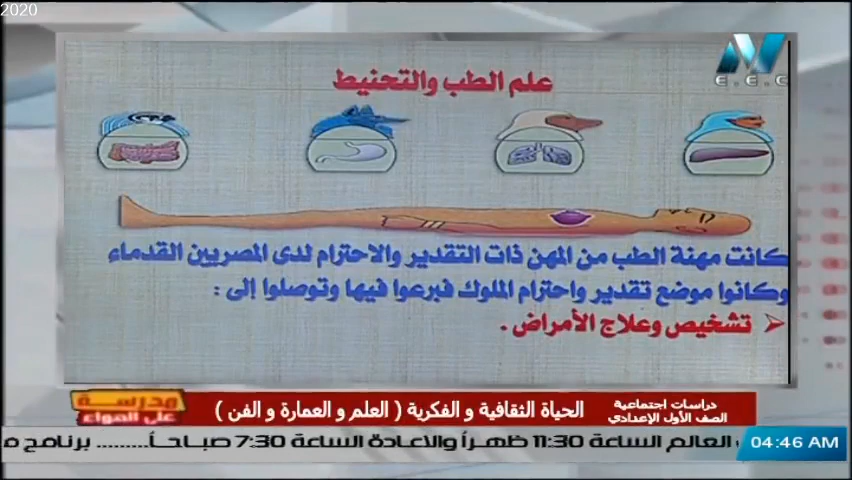 2020
E.E.C
علم الطب والتحنيط
كانت مهنة الطب من المهن ذات التقدير والاحترام لدى المصريين القدماء
وكانوا موضع تقدير واحترام الملوك فبرعوا فيها وتوصلوا إلى :
تشخيص وعلاج الأمراض .
دراسات اجتماعية
الصف الأول الإعدادي
الحياة الثقافية و الفكرية ( العلم و العمارة و الفن )
مدرسة
على الهواء
العالم الساعة 11:30 ظهراً والاعادة الساعة 7:30 صباحاً......... برنامج
04:46 AM